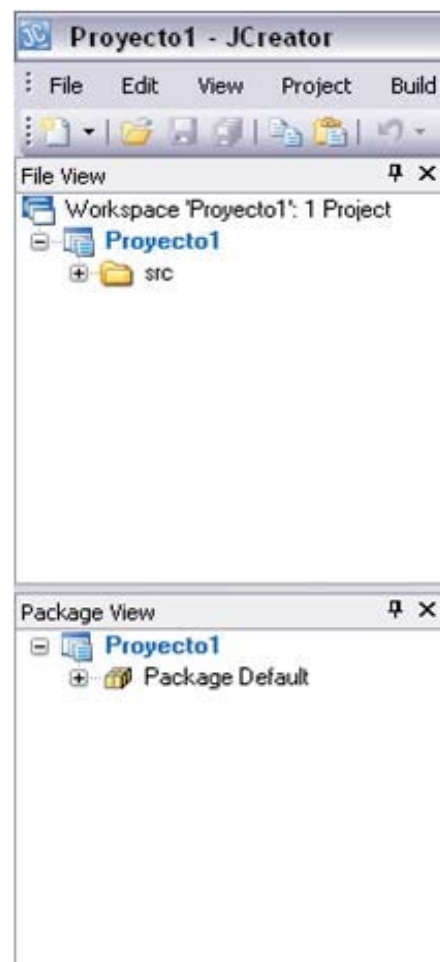 Proyecto1 - JCreator
File Edit View Project Build
File View
Workspace 'Proyecto1': 1 Project
Proyecto1
src
Package View
Proyecto1
Package Default